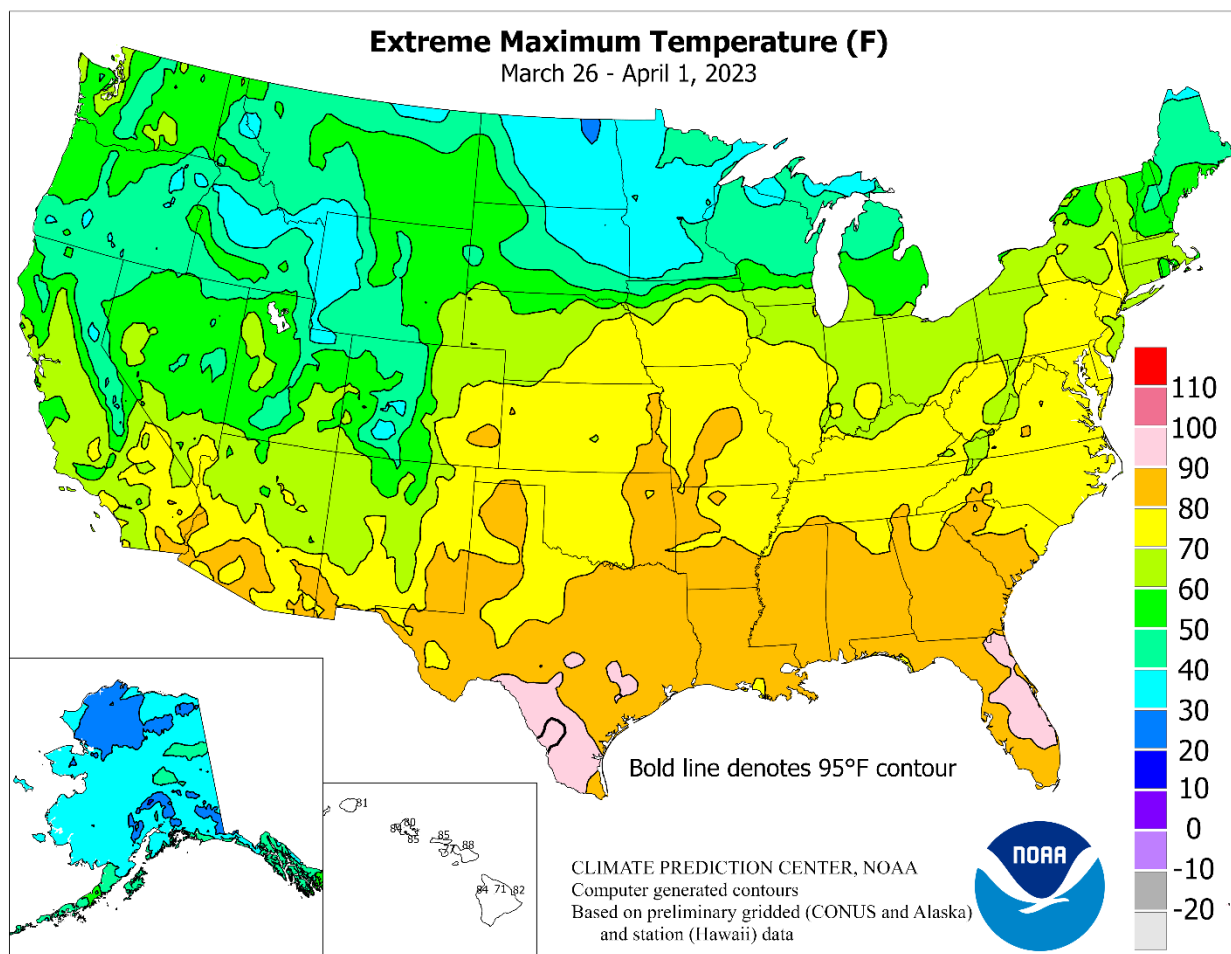 Extreme Maximum Temperature (F)
March 26 - April 1, 2023
110
100
90
80
70
60
50
40
30
20
10
0
-10
-20
Bold line denotes 95°F contour
81
80
84
85
85
77
88
84 71 82
CLIMATE PREDICTION CENTER, NOAA
Computer generated contours
Based on preliminary gridded (CONUS and Alaska)
and station (Hawaii) data
NOAA